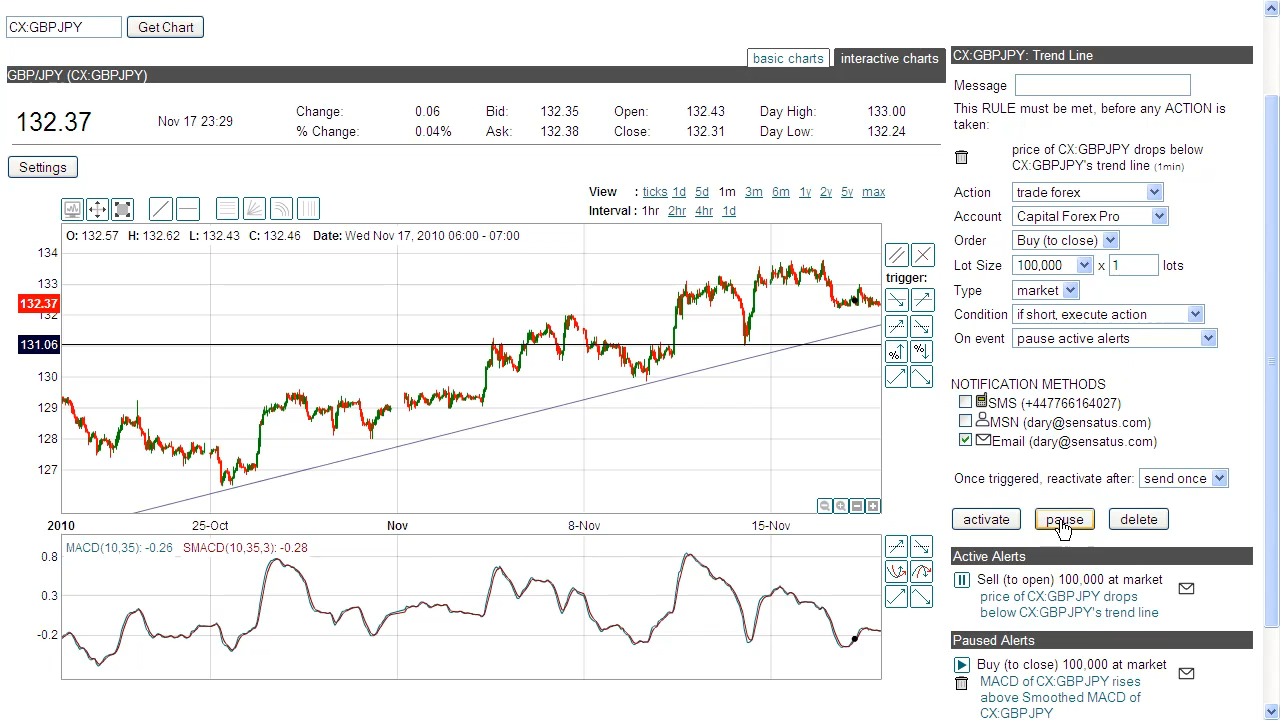 CX:GBPJPY Get Chart
basic charts interactive charts
GBP/JPY (CX:GBPJPY)
132.37 Nov 17 23:29
Change: 0.06 Bid: 132.35 Open: 132.43 Day High: 133.00
% Change: 0.04% Ask: 132.38 Close: 132.31 Day Low: 132.24
Settings
View : ticks 1d 5d 1m 3m 6m 1y 2y 5y max
Interval : 1hr 2hr 4hr 1d
O: 132.57 H: 132.62 L: 132.43 C: 132.46 Date: Wed Nov 17, 2010 06:00 - 07:00
134
133
132.37
132
131.06
130
129
128
127
trigger:
%
%
2010 25-Oct Nov 8-Nov 15-Nov
MACD(10,35): -0.26 SMACD(10,35,3): -0.28
0.8
0.3
-0.2
CX:GBPJPY: Trend Line
Message
This RULE must be met, before any ACTION is
taken:
price of CX:GBPJPY drops below
CX:GBPJPY's trend line (1min)
Action trade forex
Account Capital Forex Pro
Order Buy (to close)
Lot Size 100,000 x 1 lots
Type market
Condition if short, execute action
On event pause active alerts
NOTIFICATION METHODS
SMS (+447766164027)
MSN (dary@sensatus.com)
Email (dary@sensatus.com)
Once triggered, reactivate after: send once
activate pause delete
Active Alerts
Sell (to open) 100,000 at market
price of CX:GBPJPY drops
below CX:GBPJPY's trend line
Paused Alerts
Buy (to close) 100,000 at market
MACD of CX:GBPJPY rises
above Smoothed MACD of
CX:GBPJPY